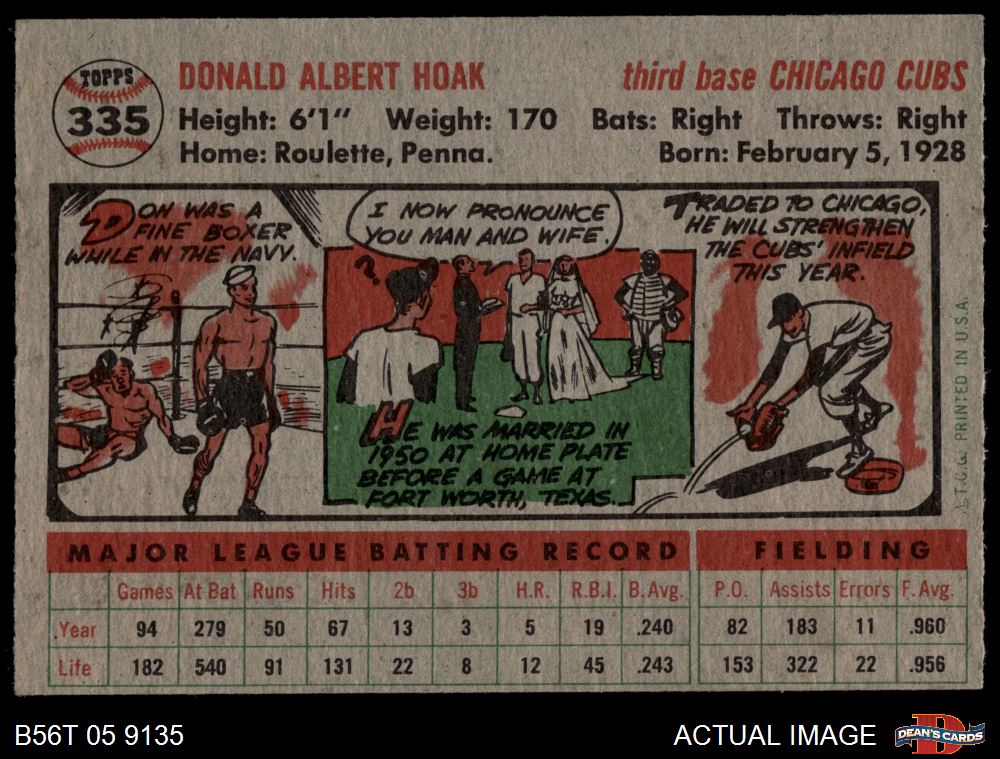 TOPPS
335
DONALD ALBERT HOAK
third base CHICAGO CUBS
Height: 6'1" Weight: 170 Bats: Right Throws: Right
Home: Roulette, Penna.
Born: February 5, 1928
DON WAS A
FINE BOXER
WHILE IN THE NAVY.
I NOW PRONOUNCE
YOU MAN AND WIFE.
?
HE WAS MARRIED IN
1950 AT HOME PLATE
BEFORE A GAME AT
FORT WORTH, TEXAS.
TRADED TO CHICAGO,
HE WILL STRENGTHEN
THE CUBS' INFIELD
THIS YEAR.
T.C.G. PRINTED IN U.S.A.
MAJOR LEAGUE BATTING RECORD
FIELDING
Games At Bat Runs Hits 2b 3b H.R. R.B.I. B.Avg. P.O. Assists Errors F.Avg.
Year 94 279 50 67 13 3 5 19 .240 82 183 11 .960
Life 182 540 91 131 22 8 12 45 .243 153 322 22 .956
B56T 05 9135
ACTUAL IMAGE
DEAN'S CARDS